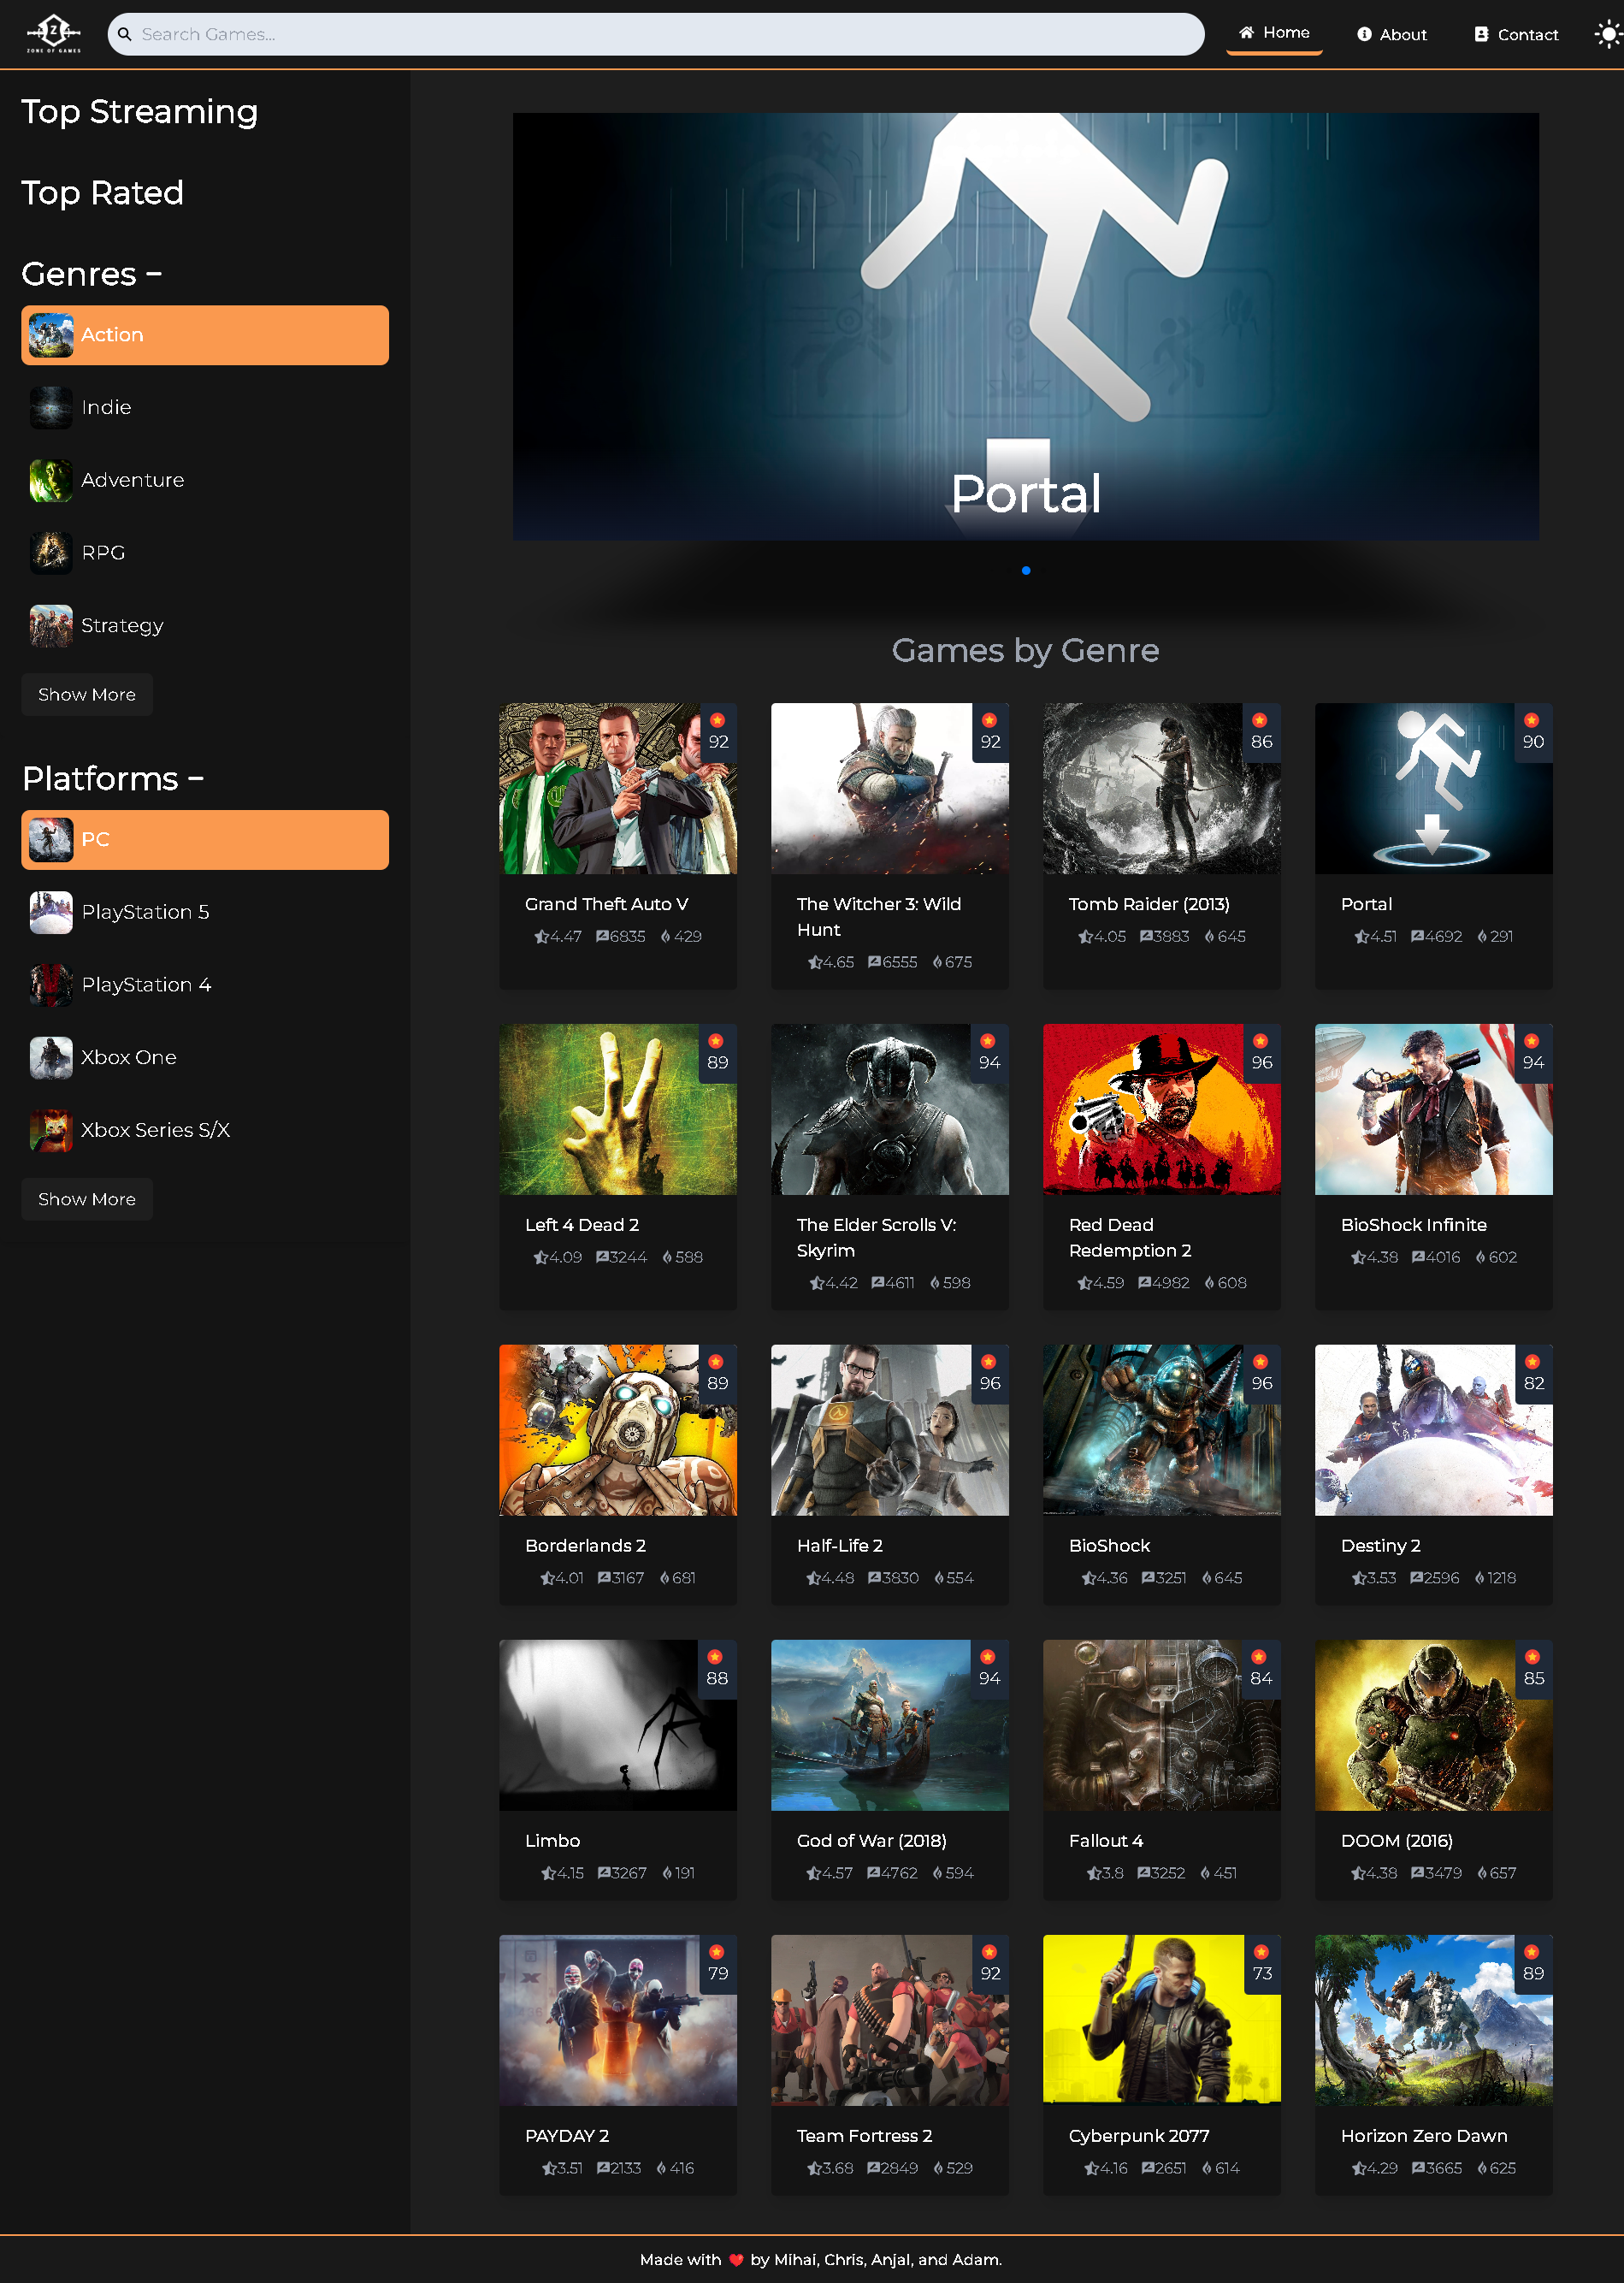 Z
ZONE OF GAMES
Search Games...
Home
About
Contact
Top Streaming
Top Rated
Genres –
Action
Indie
Adventure
RPG
Strategy
Show More
Platforms –
PC
PlayStation 5
PlayStation 4
Xbox One
Xbox Series S/X
Show More
Portal
Games by Genre
92
Grand Theft Auto V
4.47 6835 429
92
The Witcher 3: Wild
Hunt
4.65 6555 675
86
Tomb Raider (2013)
4.05 3883 645
90
Portal
4.51 4692 291
89
Left 4 Dead 2
4.09 3244 588
94
The Elder Scrolls V:
Skyrim
4.42 4611 598
96
Red Dead
Redemption 2
4.59 4982 608
94
BioShock Infinite
4.38 4016 602
89
Borderlands 2
4.01 3167 681
96
Half-Life 2
4.48 3830 554
96
BioShock
4.36 3251 645
82
Destiny 2
3.53 2596 1218
88
Limbo
4.15 3267 191
94
God of War (2018)
4.57 4762 594
84
Fallout 4
3.8 3252 451
85
DOOM (2016)
4.38 3479 657
79
PAYDAY 2
3.51 2133 416
92
Team Fortress 2
3.68 2849 529
73
Cyberpunk 2077
4.16 2651 614
89
Horizon Zero Dawn
4.29 3665 625
Made with ❤ by Mihai, Chris, Anjal, and Adam.